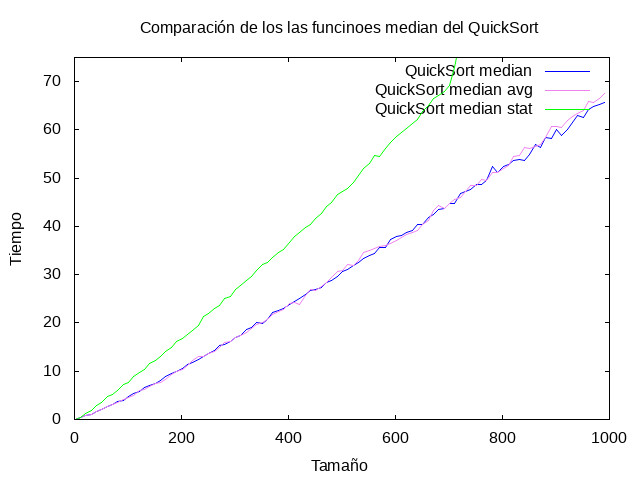 Comparación de los las funcinoes median del QuickSort
QuickSort median
QuickSort median avg
QuickSort median stat
70
60
50
40
30
20
10
0
Tiempo
0 200 400 600 800 1000
Tamaño